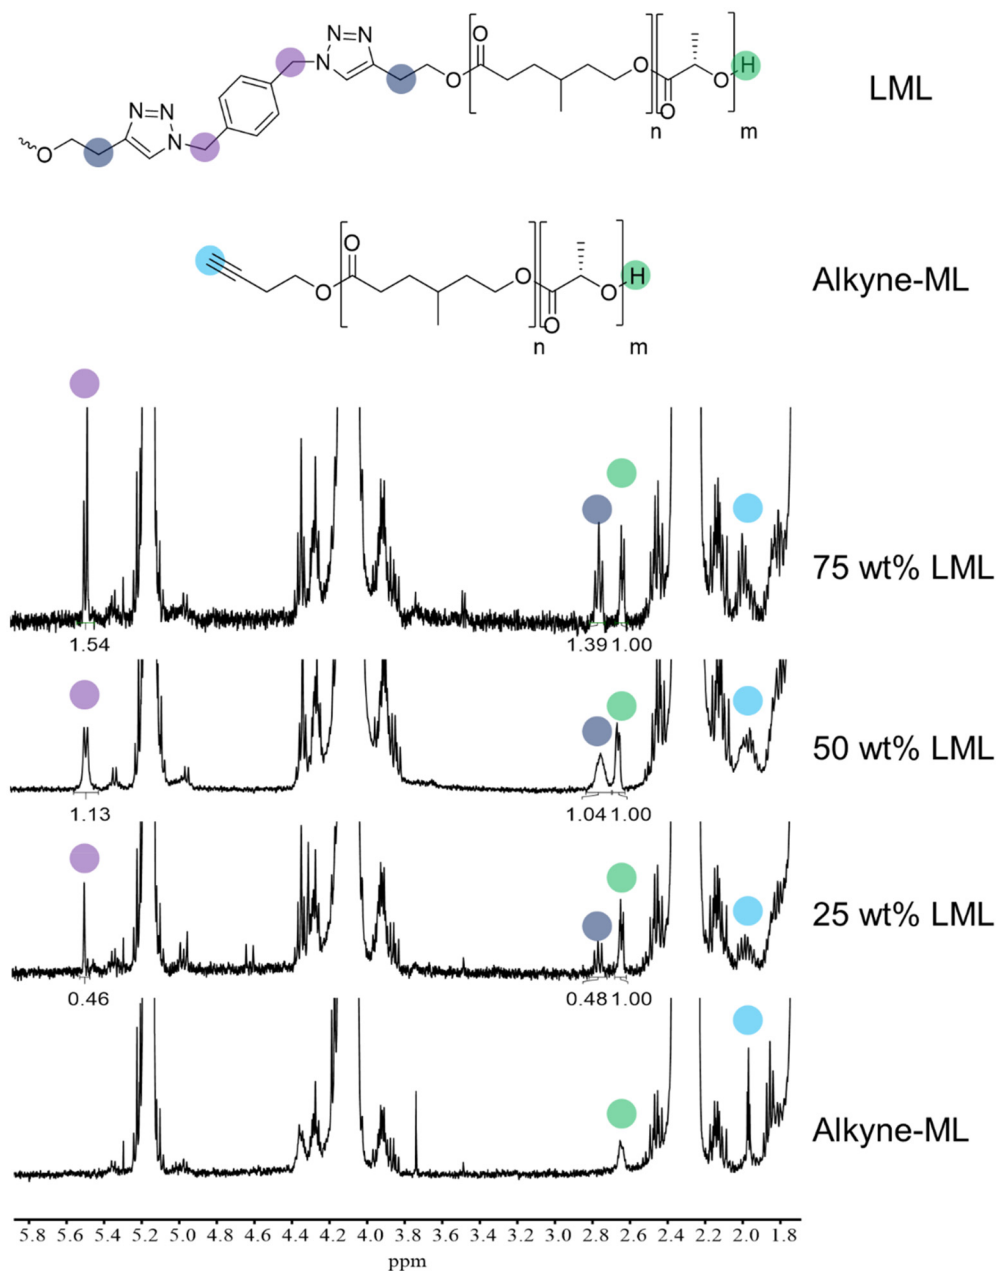 N=N
N
O
O
O
O
O
H
LML
n
m
N=N
N
O
O
O
O
O
O
H
Alkyne-ML
n
m
75 wt% LML
1.54
1.39 1.00
50 wt% LML
1.13
1.04 1.00
25 wt% LML
0.46
0.48 1.00
Alkyne-ML
5.8 5.6 5.4 5.2 5.0 4.8 4.6 4.4 4.2 4.0 3.8 3.6 3.4 3.2 3.0 2.8 2.6 2.4 2.2 2.0 1.8
ppm